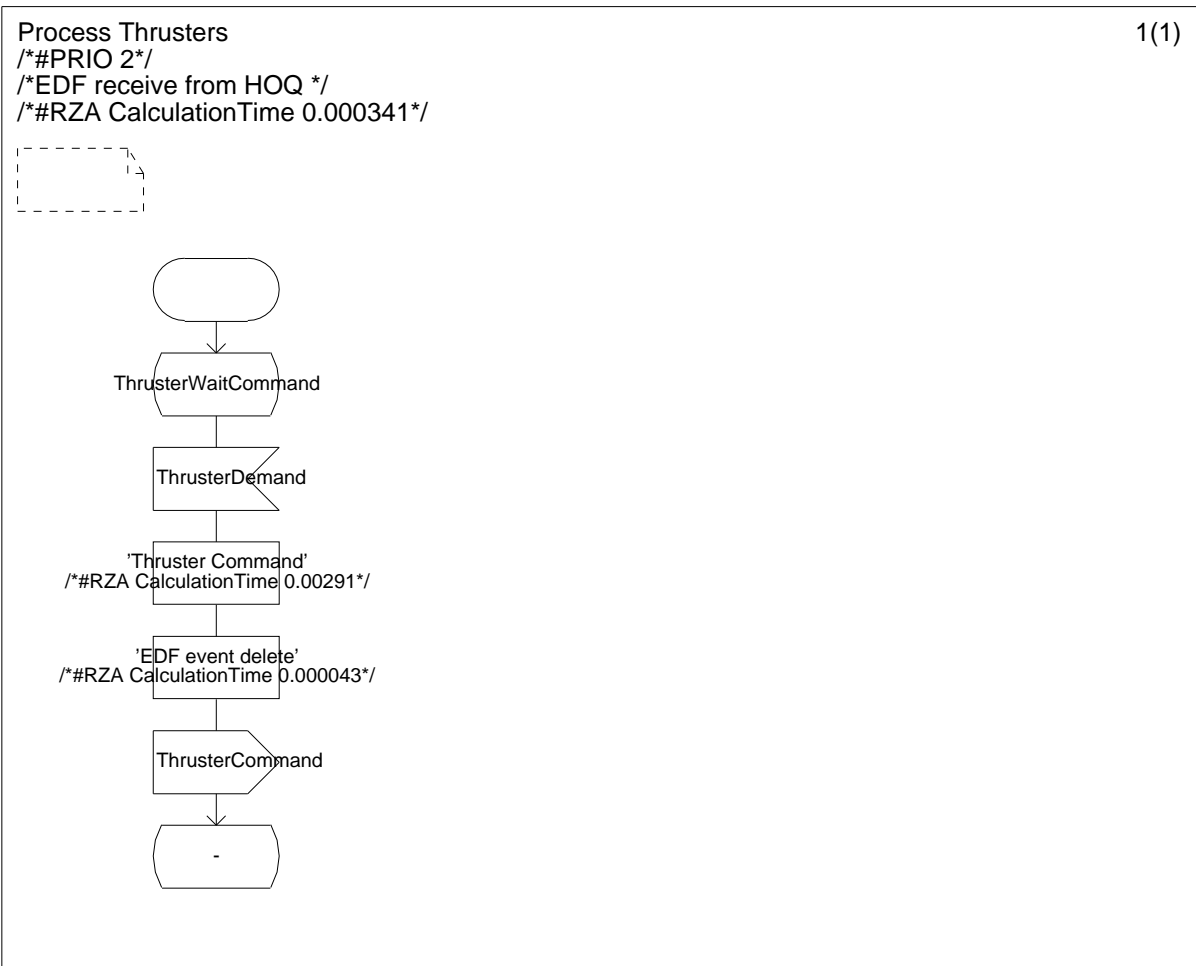 Process Thrusters
1(1)
/*#PRIO 2*/
/*EDF receive from HOQ */
/*#RZA CalculationTime 0.000341*/
ThrusterWaitCommand
ThrusterDemand
’Thruster Command’
/*#RZA CalculationTime 0.00291*/
’EDF event delete’
/*#RZA CalculationTime 0.000043*/
ThrusterCommand
-